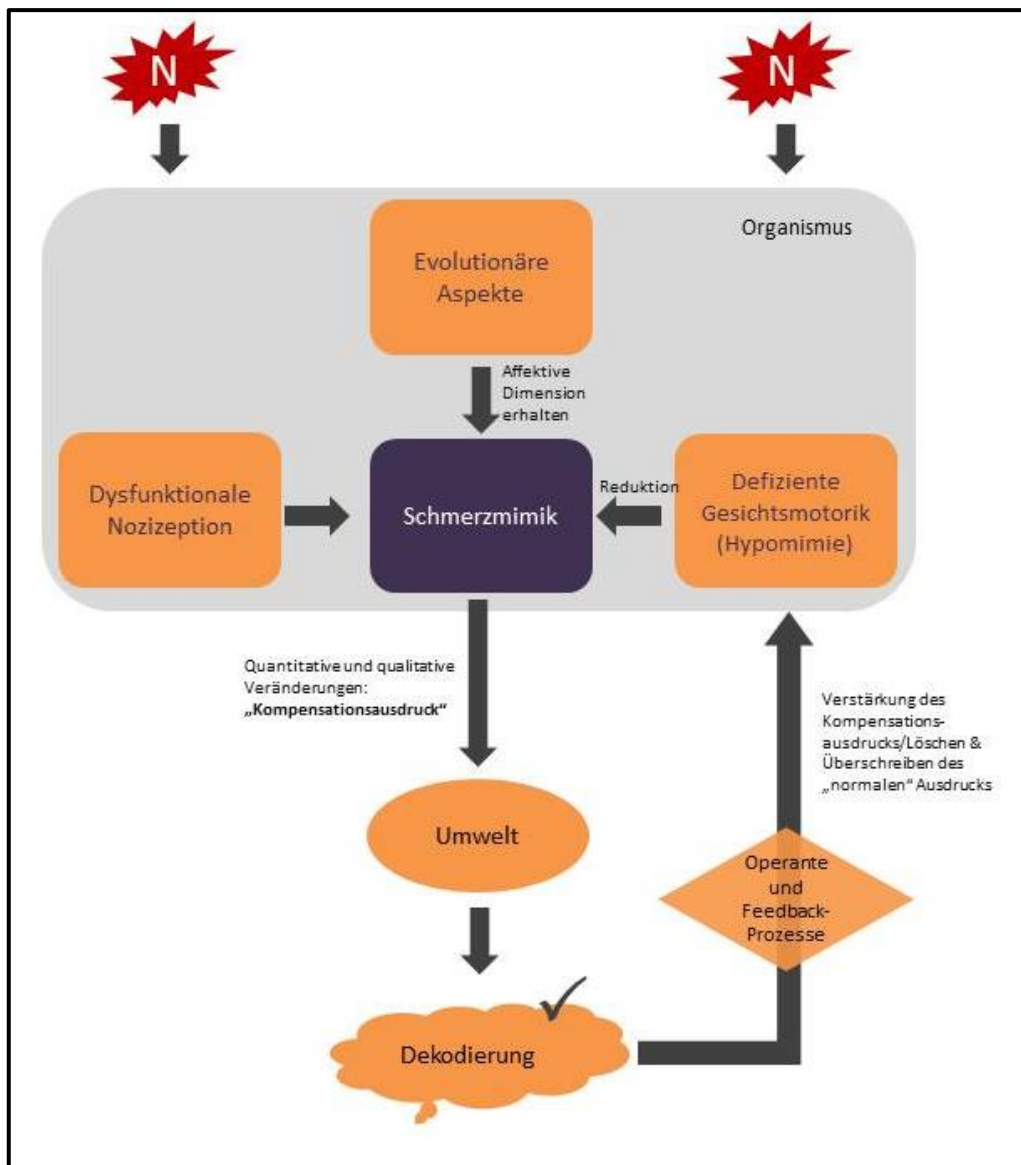 N
N
Organismus
Evolutionäre
Aspekte
Affektive
Dimension
erhalten
Dysfunktionale
Nozizeption
Schmerzmimik
Reduktion
Defiziente
Gesichtsmotorik
(Hypomimie)
Quantitative und qualitative
Veränderungen:
„Kompensationsausdruck“
Verstärkung des
Kompensations-
ausdrucks/Löschen &
Überschreiben des
„normalen“ Ausdrucks
Umwelt
Operante
und
Feedback-
Prozesse
Dekodierung